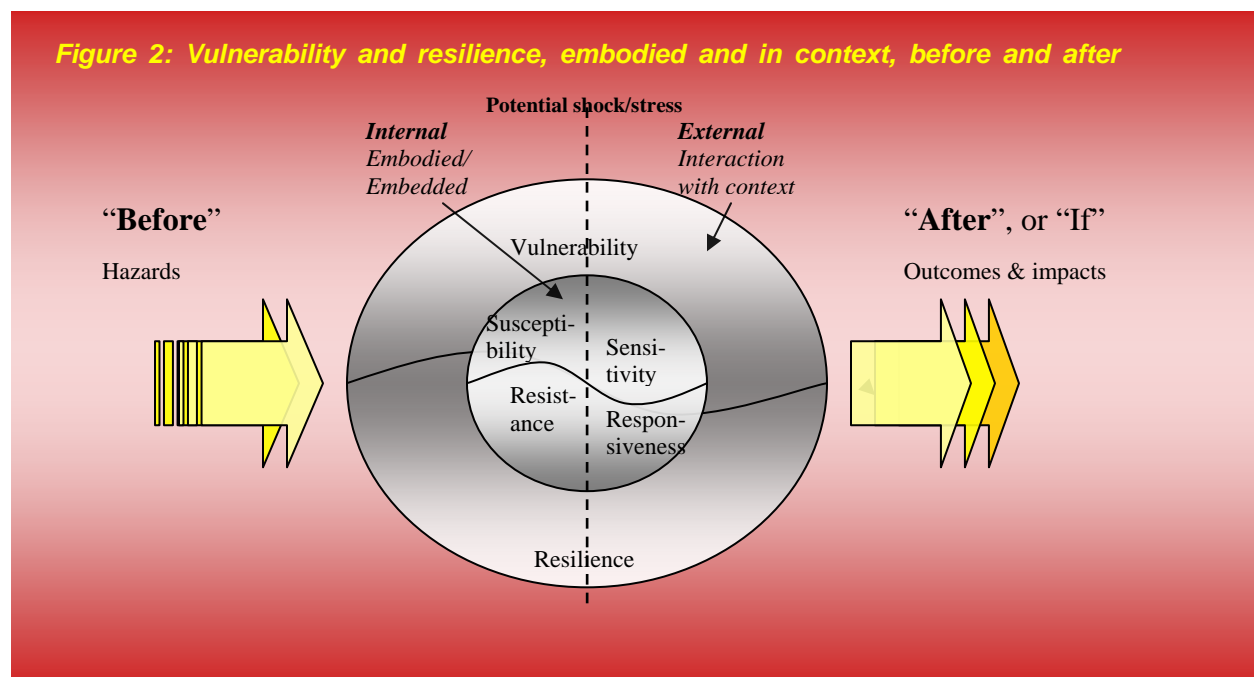 Figure 2: Vulnerability and resilience, embodied and in context, before and after
Potential shock/stress
Internal
Embodied/
Embedded
External
Interaction
with context
“Before”
Hazards
“After”, or “If”
Outcomes & impacts
Vulnerability
Suscepti-
bility
Sensi-
tivity
Resist-
ance
Respon-
siveness
Resilience